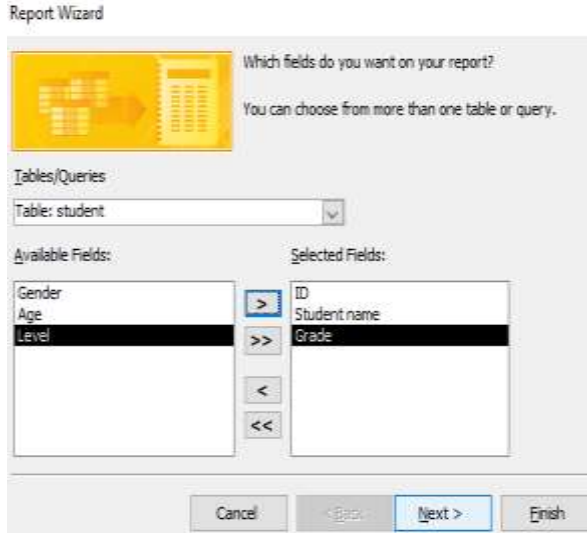 Report Wizard
Which fields do you want on your report?
You can choose from more than one table or query.
Tables/Queries
Table: student
Available Fields:
Selected Fields:
Gender
Age
Level
>
>>
<
<<
ID
Student name
Grade
Cancel
< Back
Next >
Finish